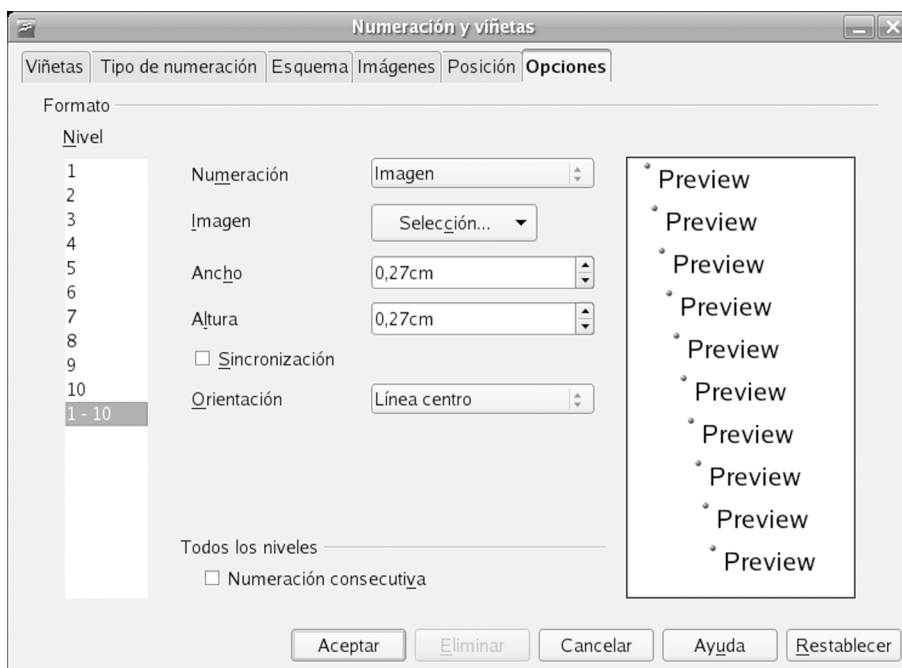 Numeración y viñetas
Viñetas Tipo de numeración Esquema Imágenes Posición Opciones
Formato
Nivel
1
2
3
4
5
6
7
8
9
10
1 - 10
Numeración Imagen
Imagen Selección...
Ancho 0,27cm
Altura 0,27cm
Sincronización
Orientación Línea centro
Todos los niveles
Numeración consecutiva
Preview
Preview
Preview
Preview
Preview
Preview
Preview
Preview
Preview
Preview
Aceptar Eliminar Cancelar Ayuda Restablecer